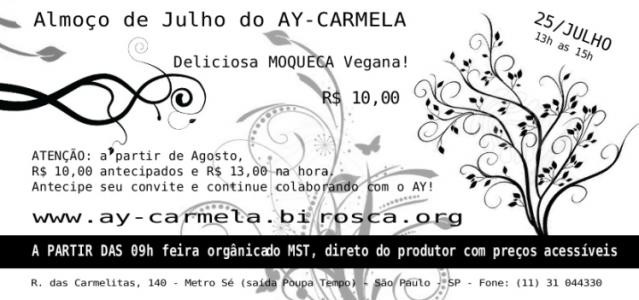 Almoço de Julho do AY-CARMELA
25/JULHO
13h as 15h
Deliciosa MOQUECA Vegana!
R$ 10,00
ATENÇÃO: a partir de Agosto,
R$ 10,00 antecipados e R$ 13,00 na hora.
Antecipe seu convite e continue colaborando com o AY!
www.ay-carmela.birosca.org
A PARTIR DAS 09h feira orgânicado MST, direto do produtor com preços acessíveis
R. das Carmelitas, 140 - Metro Sé (saída Poupa Tempo) - São Paulo - SP - Fone: (11) 31 044330